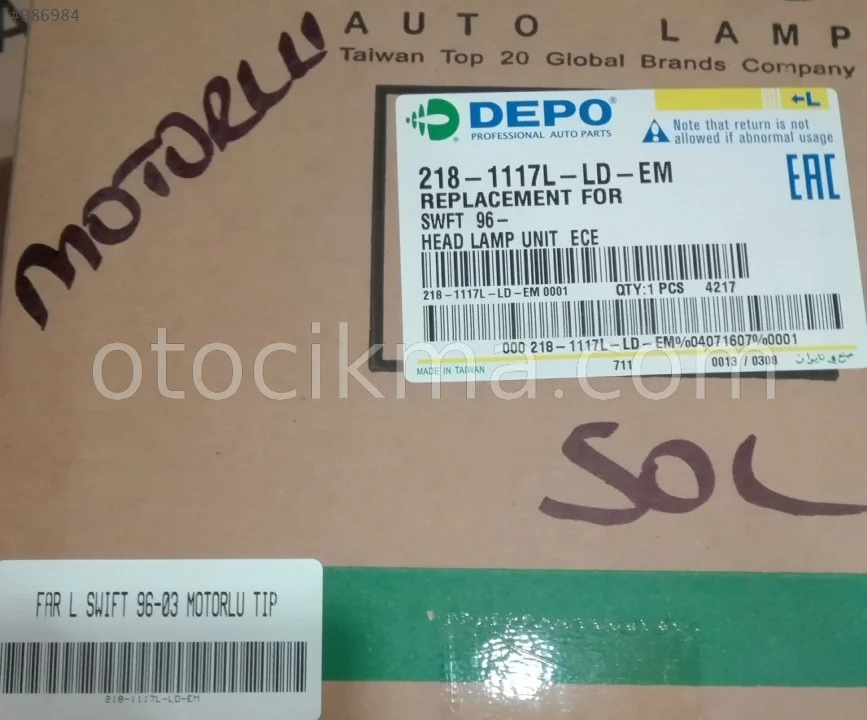 #986984
AUTO LAMP
Taiwan Top 20 Global Brands Company
MOTORLU
DEPO®
PROFESSIONAL AUTO PARTS
←L
Note that return is not
allowed if abnormal usage
218-1117L-LD-EM
REPLACEMENT FOR
SWFT 96-
HEAD LAMP UNIT ECE
EAC
218-1117L-LD-EM 0001 QTY:1 PCS 4217
000 218-1117L-LD-EM%04071607%0001
MADE IN TAIWAN 711 0013 / 0308
otocikma.com
SOL
FAR L SWIFT 96-03 MOTORLU TIP
218-1117L-LD-EM